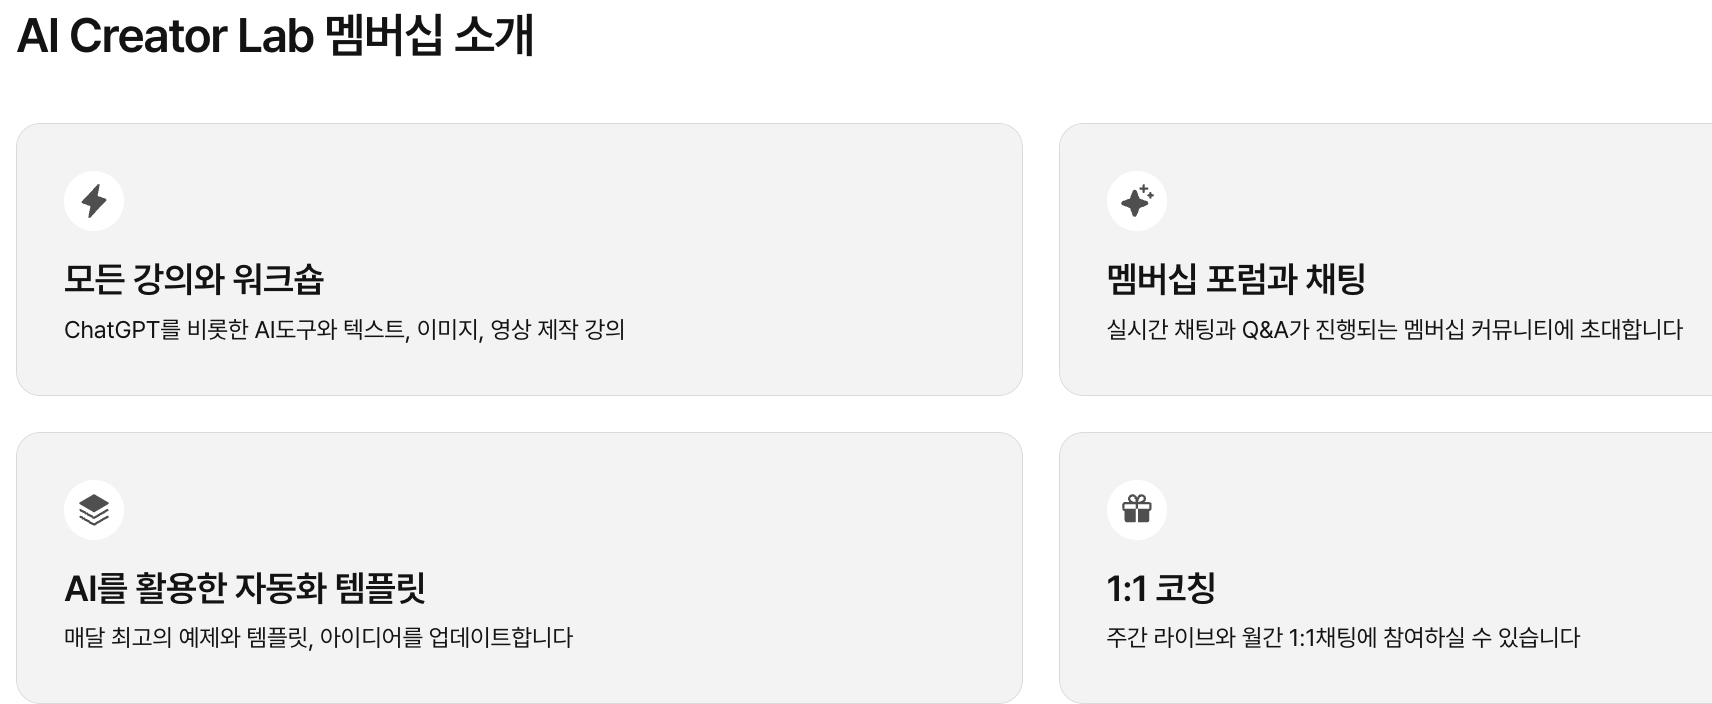 AI Creator Lab 멤버십 소개
모든 강의와 워크숍
ChatGPT를 비롯한 AI도구와 텍스트, 이미지, 영상 제작 강의
멤버십 포럼과 채팅
실시간 채팅과 Q&A가 진행되는 멤버십 커뮤니티에 초대합니다
AI를 활용한 자동화 템플릿
매달 최고의 예제와 템플릿, 아이디어를 업데이트합니다
1:1 코칭
주간 라이브와 월간 1:1채팅에 참여하실 수 있습니다